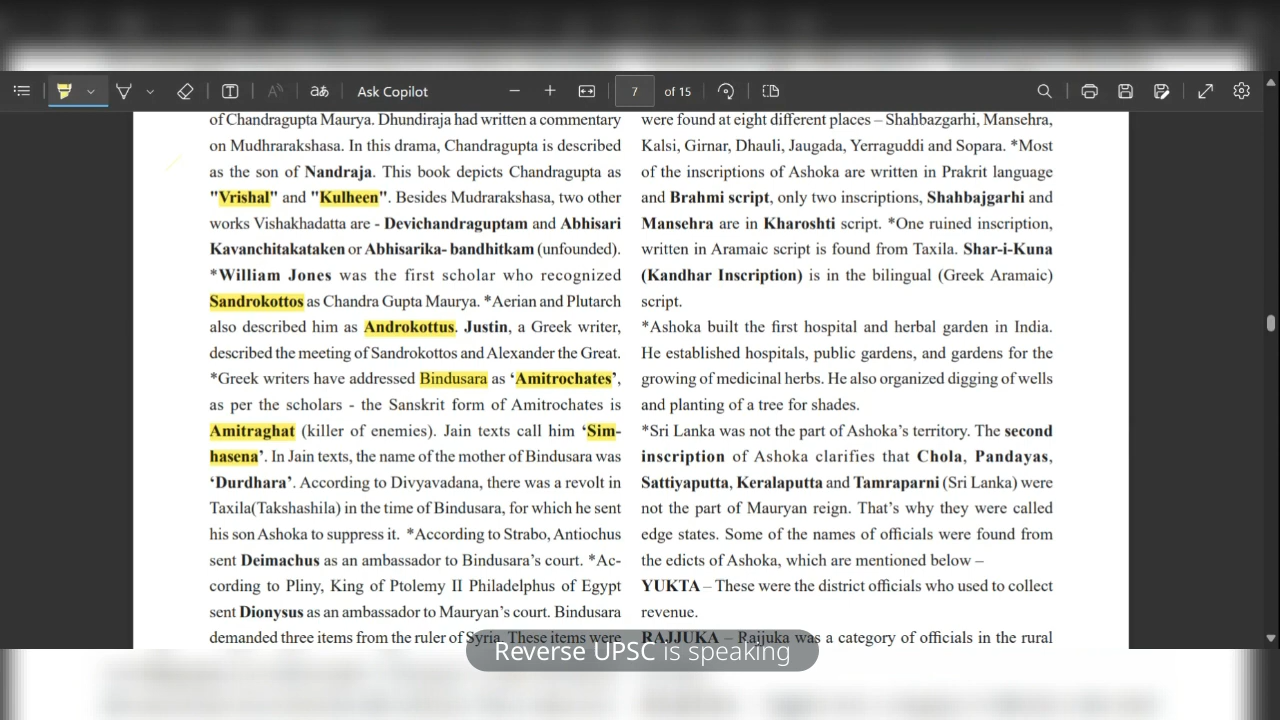 Ask Copilot
7
of 15
of Chandragupta Maurya. Dhundiraja had written a commentary
on Mudhrarakshasa. In this drama, Chandragupta is described
as the son of Nandraja. This book depicts Chandragupta as
"Vrishal" and "Kulheen". Besides Mudrarakshasa, two other
works Vishakhadatta are - Devichandraguptam and Abhisari
Kavanchitakataken or Abhisarika- bandhitkam (unfounded).
*William Jones was the first scholar who recognized
Sandrokottos as Chandra Gupta Maurya. *Aerian and Plutarch
also described him as Androkottus. Justin, a Greek writer,
described the meeting of Sandrokottos and Alexander the Great.
*Greek writers have addressed Bindusara as ‘Amitrochates’,
as per the scholars - the Sanskrit form of Amitrochates is
Amitraghat (killer of enemies). Jain texts call him ‘Sim-
hasena’. In Jain texts, the name of the mother of Bindusara was
‘Durdhara’. According to Divyavadana, there was a revolt in
Taxila(Takshashila) in the time of Bindusara, for which he sent
his son Ashoka to suppress it. *According to Strabo, Antiochus
sent Deimachus as an ambassador to Bindusara’s court. *Ac-
cording to Pliny, King of Ptolemy II Philadelphus of Egypt
sent Dionysus as an ambassador to Mauryan’s court. Bindusara
demanded three items from the ruler of Syria. These items were
were found at eight different places – Shahbazgarhi, Mansehra,
Kalsi, Girnar, Dhauli, Jaugada, Yerraguddi and Sopara. *Most
of the inscriptions of Ashoka are written in Prakrit language
and Brahmi script, only two inscriptions, Shahbajgarhi and
Mansehra are in Kharoshti script. *One ruined inscription,
written in Aramaic script is found from Taxila. Shar-i-Kuna
(Kandhar Inscription) is in the bilingual (Greek Aramaic)
script.
*Ashoka built the first hospital and herbal garden in India.
He established hospitals, public gardens, and gardens for the
growing of medicinal herbs. He also organized digging of wells
and planting of a tree for shades.
*Sri Lanka was not the part of Ashoka’s territory. The second
inscription of Ashoka clarifies that Chola, Pandayas,
Sattiyaputta, Keralaputta and Tamraparni (Sri Lanka) were
not the part of Mauryan reign. That’s why they were called
edge states. Some of the names of officials were found from
the edicts of Ashoka, which are mentioned below –
YUKTA – These were the district officials who used to collect
revenue.
RAJJUKA – Rajjuka was a category of officials in the rural
Reverse UPSC is speaking